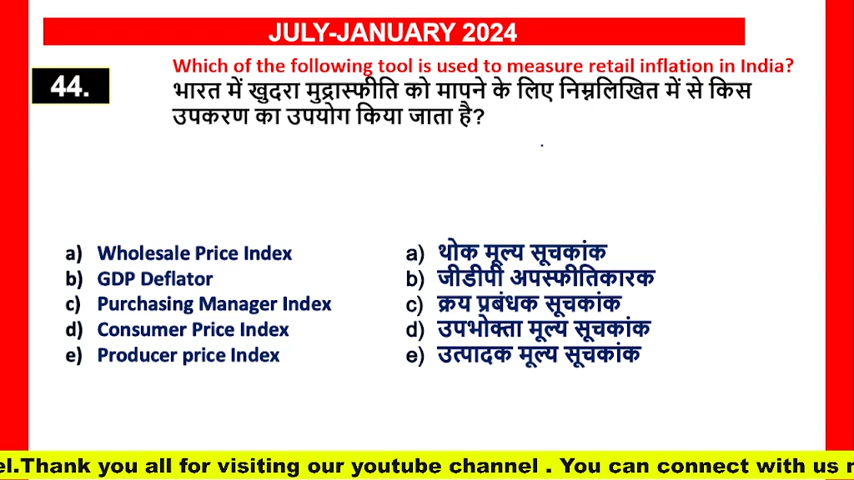 JULY-JANUARY 2024
Which of the following tool is used to measure retail inflation in India?
44.
भारत में खुदरा मुद्रास्फीति को मापने के लिए निम्नलिखित में से किस
उपकरण का उपयोग किया जाता है?
a) Wholesale Price Index
b) GDP Deflator
c) Purchasing Manager Index
d) Consumer Price Index
e) Producer price Index
a) थोक मूल्य सूचकांक
b) जीडीपी अपस्फीतिकारक
c) क्रय प्रबंधक सूचकांक
d) उपभोक्ता मूल्य सूचकांक
e) उत्पादक मूल्य सूचकांक
el.Thank you all for visiting our youtube channel . You can connect with us